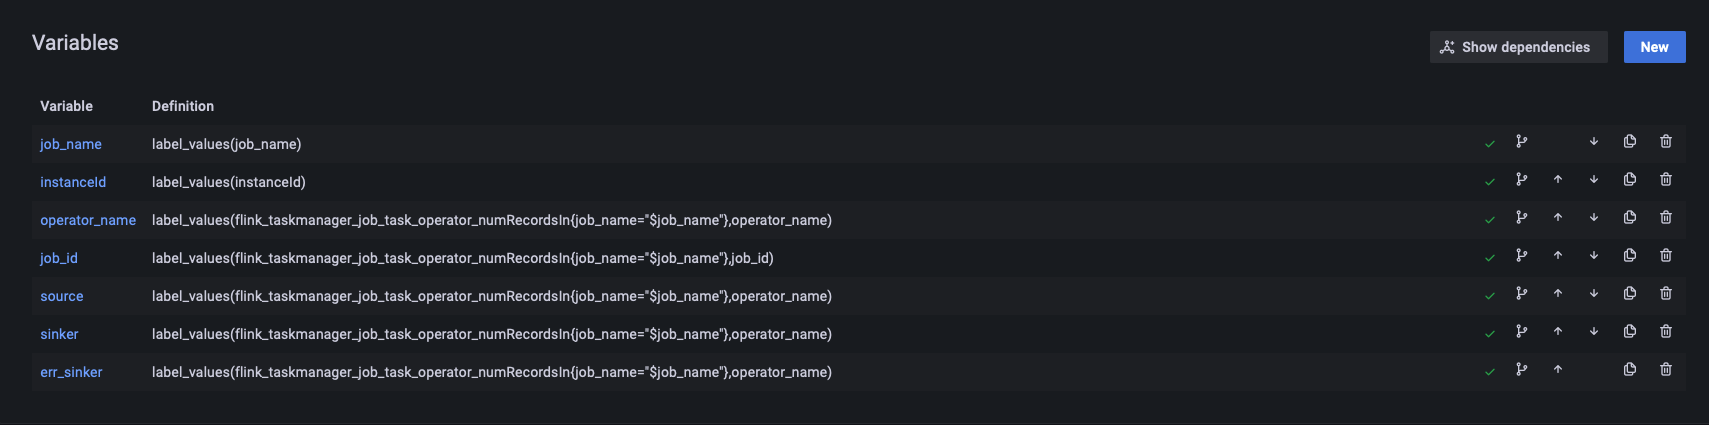 Variables
Show dependencies
New
Variable Definition
job_name label_values(job_name)
instanceId label_values(instanceId)
operator_name label_values(flink_taskmanager_job_task_operator_numRecordsIn{job_name="$job_name"},operator_name)
job_id label_values(flink_taskmanager_job_task_operator_numRecordsIn{job_name="$job_name"},job_id)
source label_values(flink_taskmanager_job_task_operator_numRecordsIn{job_name="$job_name"},operator_name)
sinker label_values(flink_taskmanager_job_task_operator_numRecordsIn{job_name="$job_name"},operator_name)
err_sinker label_values(flink_taskmanager_job_task_operator_numRecordsIn{job_name="$job_name"},operator_name)